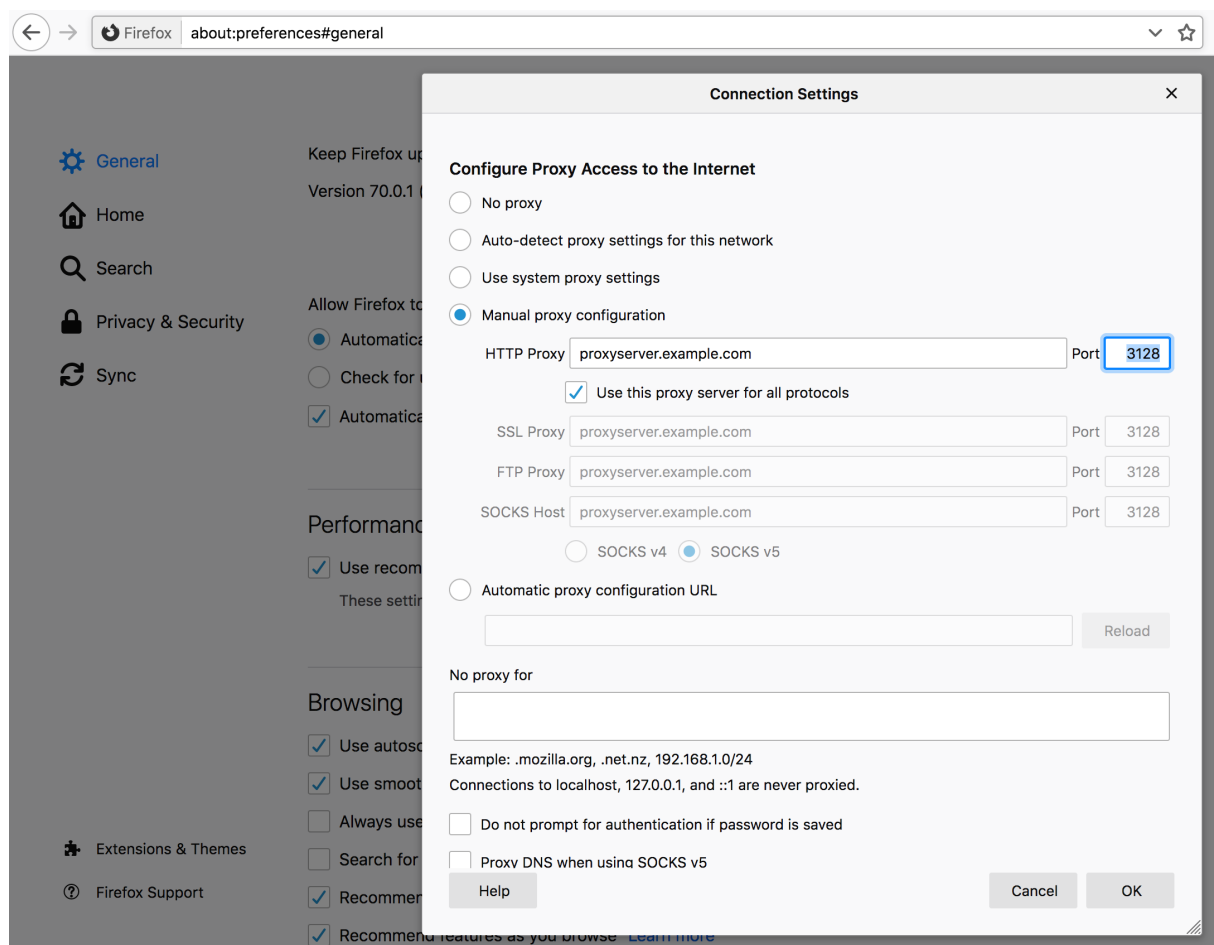 Firefox about:preferences#general
Connection Settings
General
Home
Search
Privacy & Security
Sync
Extensions & Themes
Firefox Support
Keep Firefox up
Version 70.0.1 (
Allow Firefox to
Automatica
Check for u
Automatica
Performanc
Use recom
These settin
Browsing
Use autosc
Use smoot
Always use
Search for
Recommen
Recommend features as you browse Learn more
Configure Proxy Access to the Internet
No proxy
Auto-detect proxy settings for this network
Use system proxy settings
Manual proxy configuration
HTTP Proxy proxyserver.example.com Port 3128
Use this proxy server for all protocols
SSL Proxy proxyserver.example.com Port 3128
FTP Proxy proxyserver.example.com Port 3128
SOCKS Host proxyserver.example.com Port 3128
SOCKS v4 SOCKS v5
Automatic proxy configuration URL
Reload
No proxy for
Example: .mozilla.org, .net.nz, 192.168.1.0/24
Connections to localhost, 127.0.0.1, and ::1 are never proxied.
Do not prompt for authentication if password is saved
Proxy DNS when using SOCKS v5
Help Cancel OK